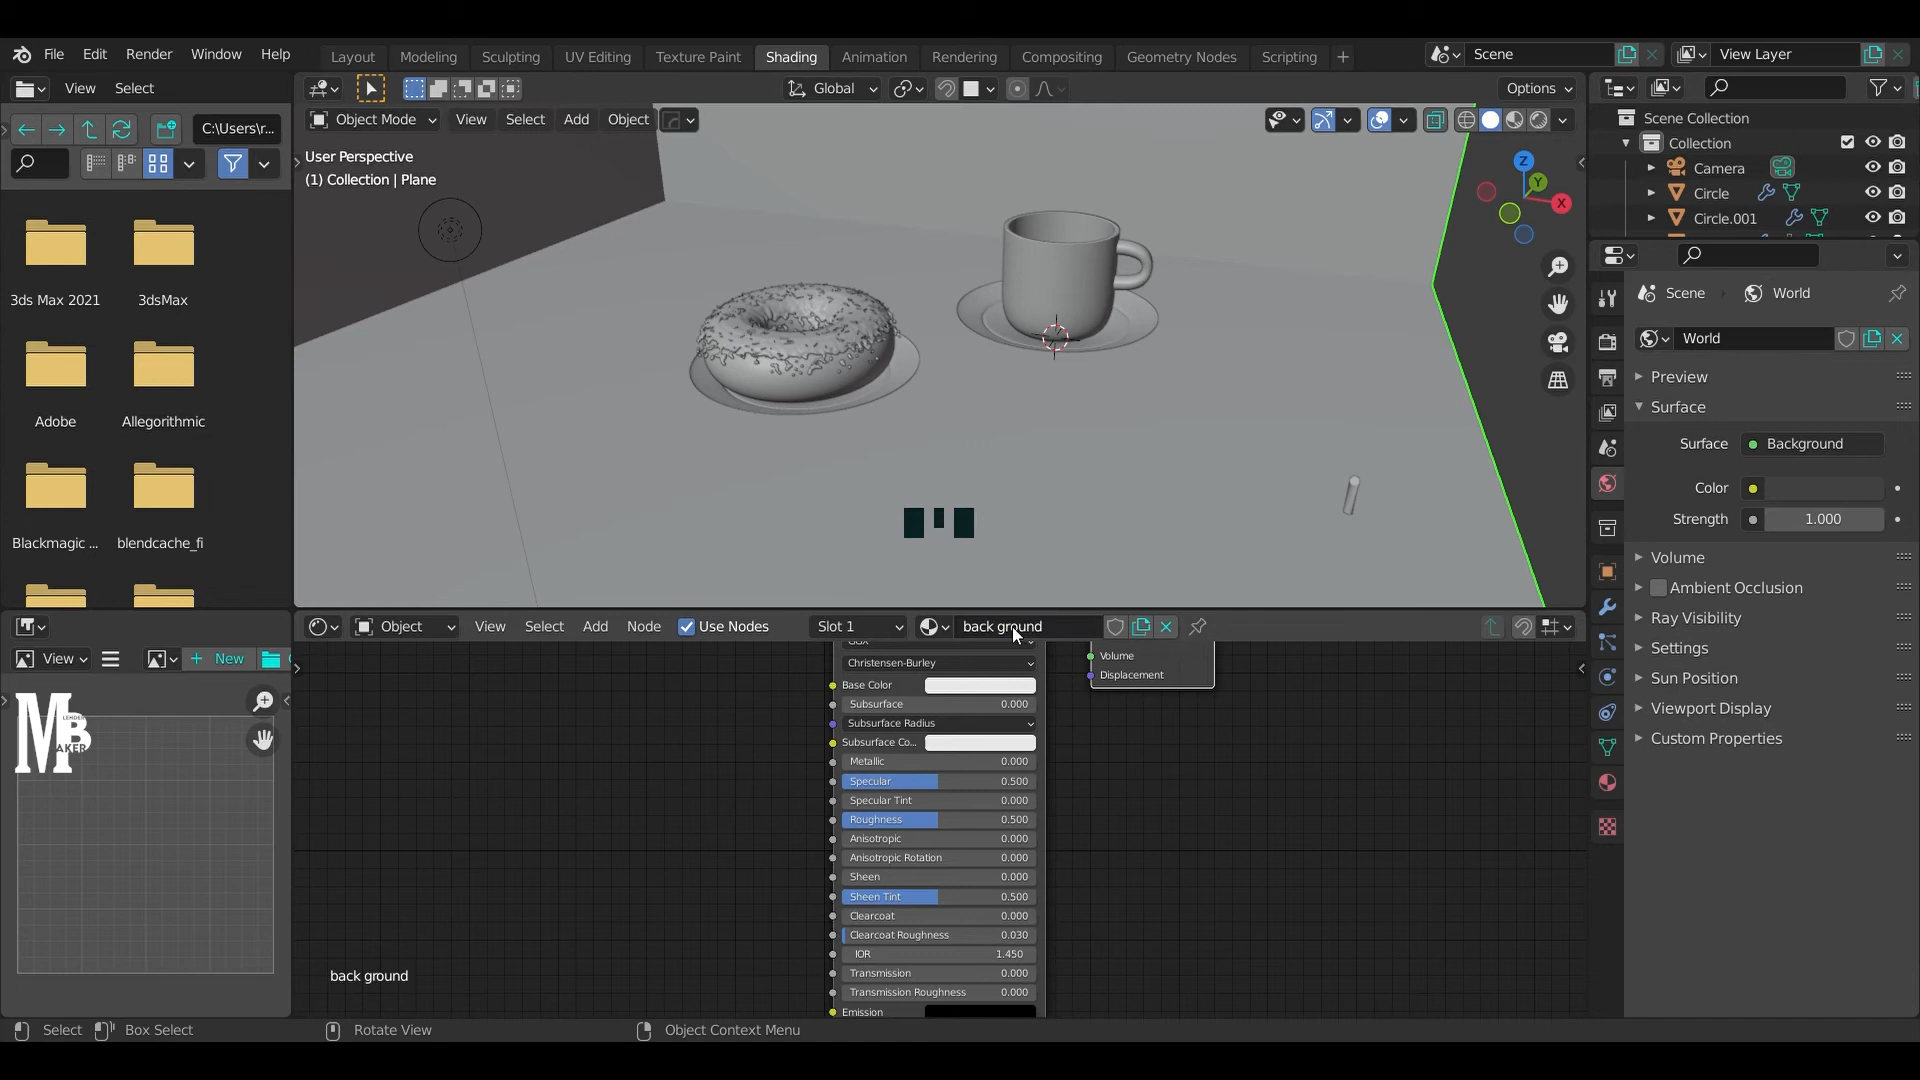 File Edit Render Window Help Layout Modeling Sculpting UV Editing Texture Paint Shading Animation Rendering Compositing Geometry Nodes Scripting + Scene View Layer
View Select Global Options
C:\Users\r... Object Mode View Select Add Object
User Perspective
(1) Collection | Plane
Z
Y
X
Scene Collection
Collection
Camera
Circle
Circle.001
3ds Max 2021 3dsMax
Adobe Allegorithmic
Blackmagic ... blendcache_fi
Scene World
World
Preview
Surface
Surface Background
Color
Strength 1.000
Volume
Ambient Occlusion
Ray Visibility
Settings
Sun Position
Viewport Display
Custom Properties
Object View Select Add Node Use Nodes Slot 1 back ground
View New
MB
LENDER
AKER
Christensen-Burley
Base Color
Subsurface 0.000
Subsurface Radius
Subsurface Co...
Metallic 0.000
Specular 0.500
Specular Tint 0.000
Roughness 0.500
Anisotropic 0.000
Anisotropic Rotation 0.000
Sheen 0.000
Sheen Tint 0.500
Clearcoat 0.000
Clearcoat Roughness 0.030
IOR 1.450
Transmission 0.000
Transmission Roughness 0.000
Emission
Volume
Displacement
back ground
Select Box Select Rotate View Object Context Menu